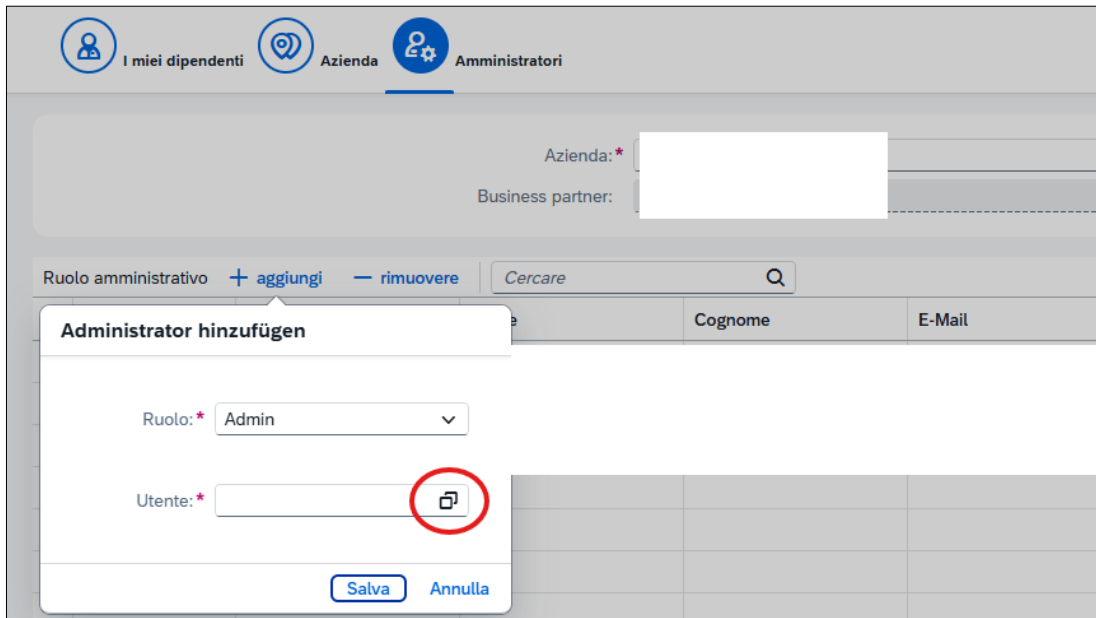 I miei dipendenti Azienda Amministratori
Azienda:*
Business partner:
Ruolo amministrativo + aggiungi − rimuovere Cercare
Cognome E-Mail
Administrator hinzufügen
Ruolo:* Admin
Utente:*
Salva Annulla